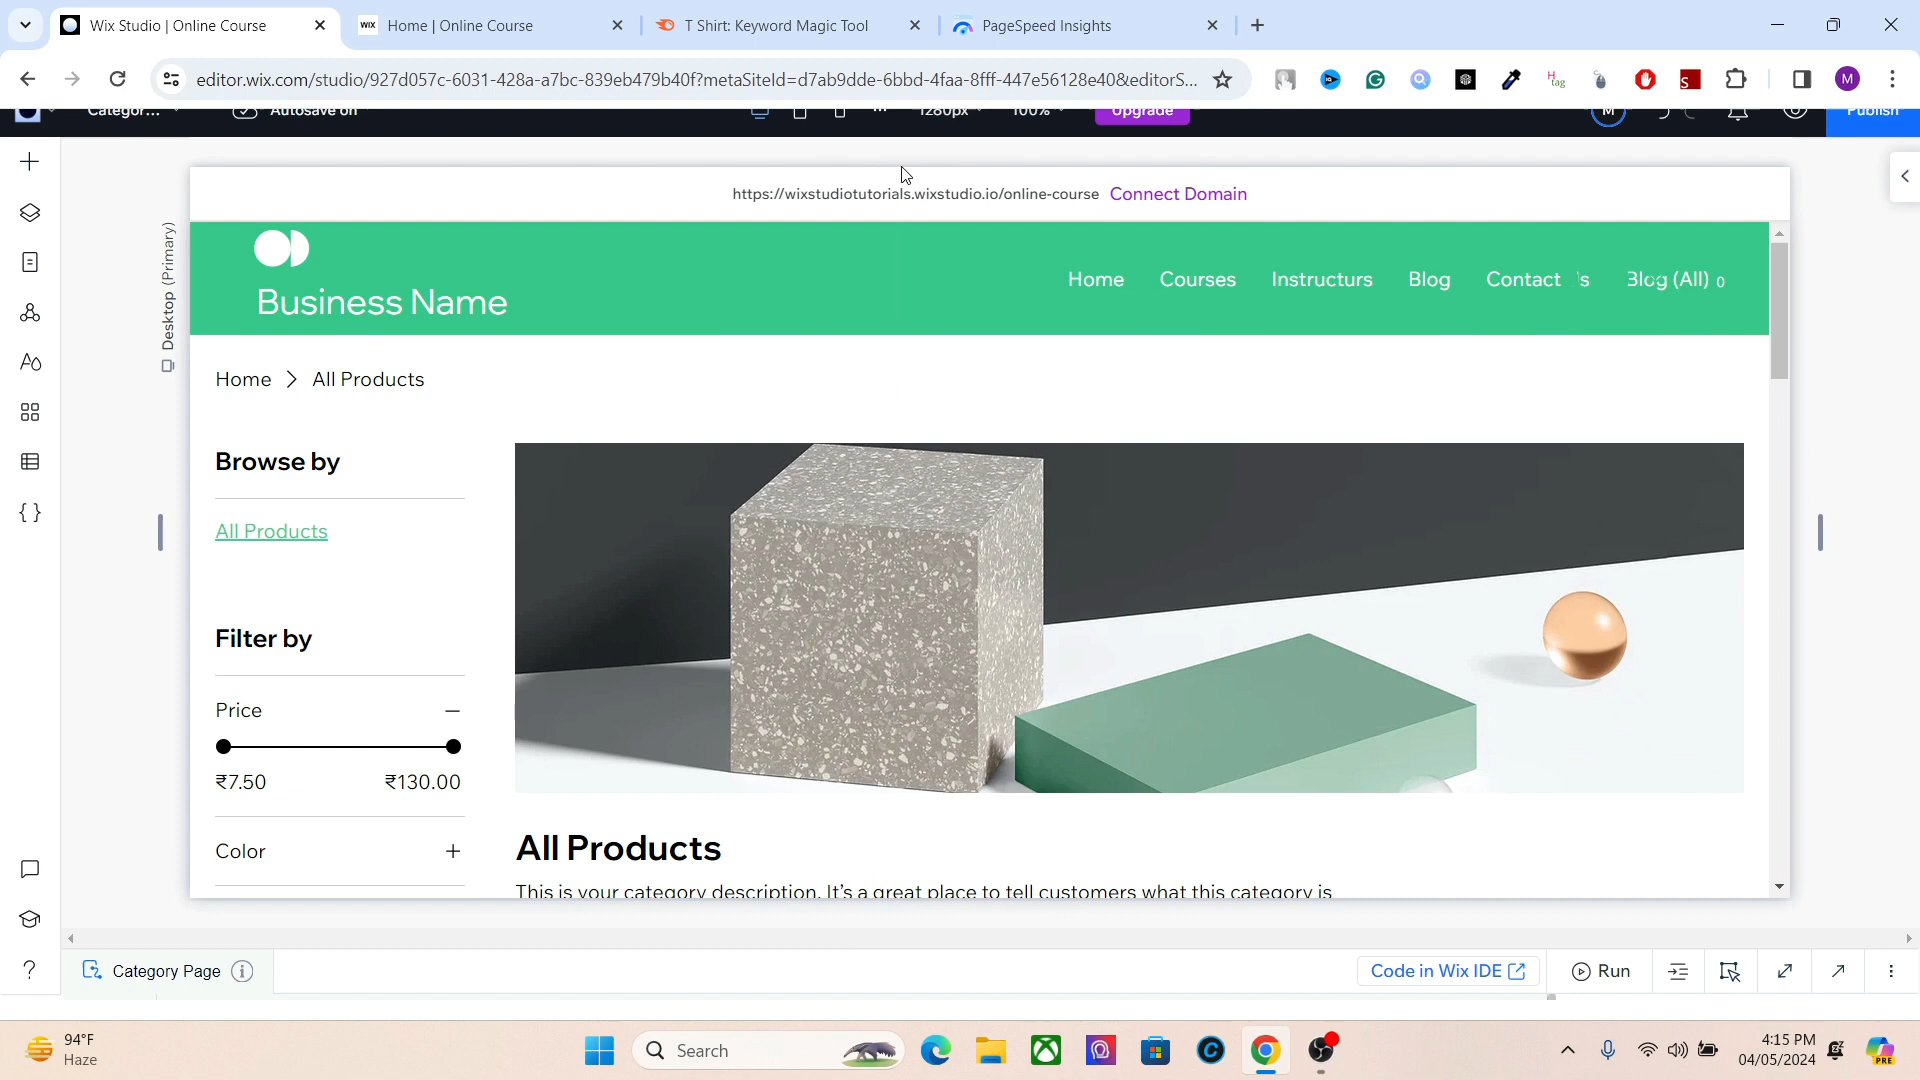 Wix Studio | Online Course
WIX Home | Online Course
T Shirt: Keyword Magic Tool
PageSpeed Insights
editor.wix.com/studio/927d057c-6031-428a-a7bc-839eb479b40f?metaSiteId=d7ab9dde-6bbd-4faa-8fff-447e56128e40&editorS...
M
Categor... Autosave on 1280px 100% Upgrade M Publish
https://wixstudiotutorials.wixstudio.io/online-course Connect Domain
Desktop (Primary)
Business Name
Home Courses Instructurs Blog Contact s Blog (All) 0
Home > All Products
Browse by
All Products
Filter by
Price
₹7.50 ₹130.00
Color
All Products
This is your category description. It's a great place to tell customers what this category is
Category Page
Code in Wix IDE
Run
94°F
Haze
Search
4:15 PM
04/05/2024
PRE